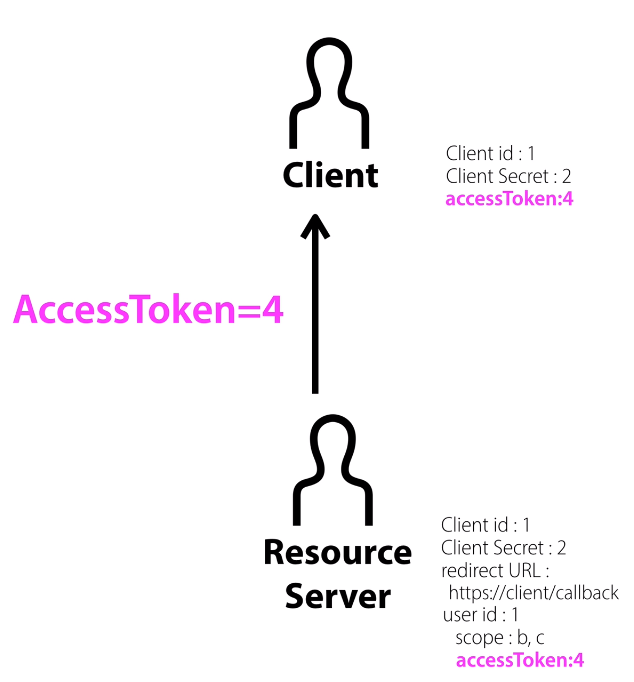 Client
Client id : 1
Client Secret : 2
accessToken:4
AccessToken=4
Resource
Server
Client id : 1
Client Secret : 2
redirect URL :
https://client/callback
user id : 1
scope : b, c
accessToken:4